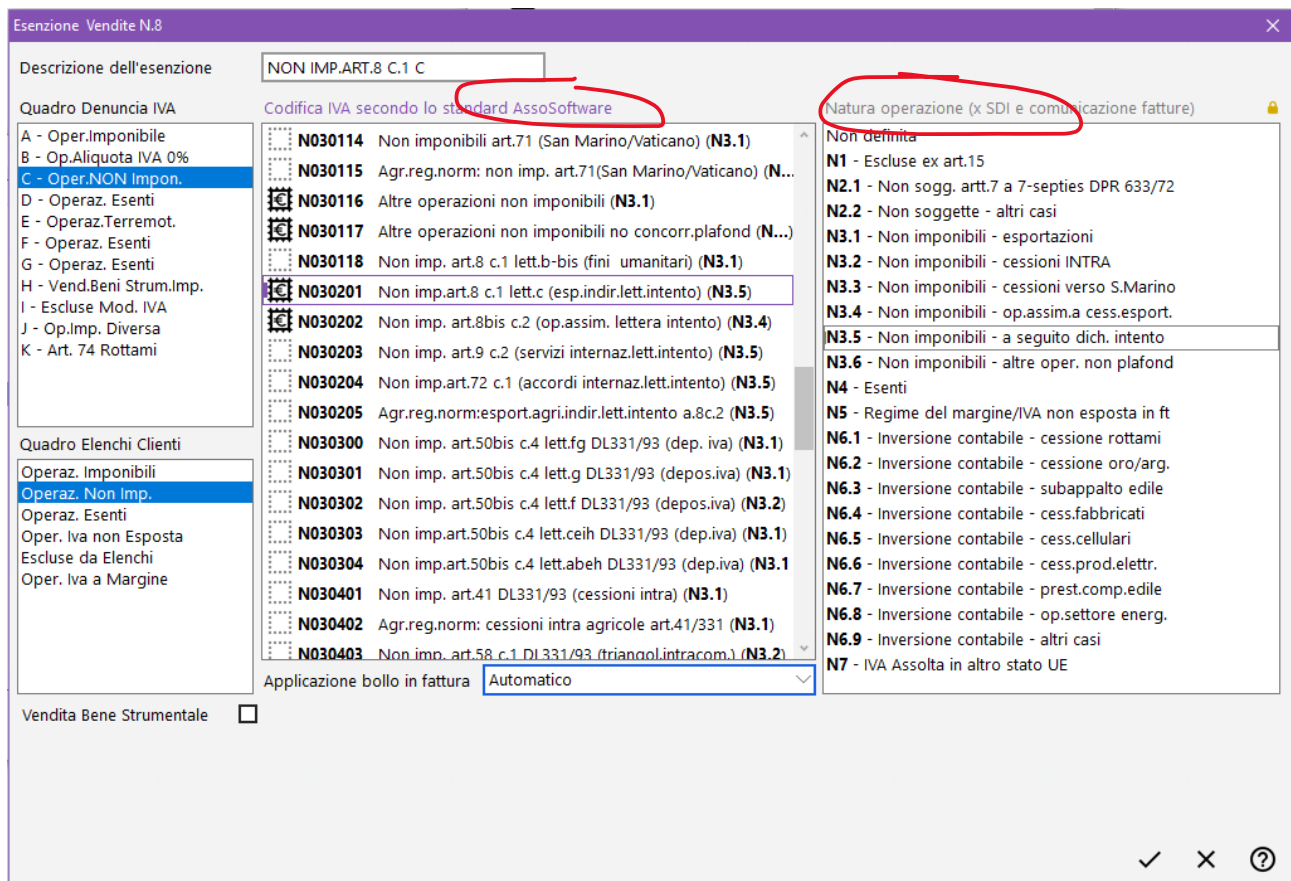 Esenzione Vendite N.8
Descrizione dell'esenzione
NON IMP.ART.8 C.1 C
Quadro Denuncia IVA
A - Oper.Imponibile
B - Op.Aliquota IVA 0%
C - Oper.NON Impon.
D - Operaz. Esenti
E - Operaz.Terremot.
F - Operaz. Esenti
G - Operaz. Esenti
H - Vend.Beni Strum.Imp.
I - Escluse Mod. IVA
J - Op.Imp. Diversa
K - Art. 74 Rottami
Quadro Elenchi Clienti
Operaz. Imponibili
Operaz. Non Imp.
Operaz. Esenti
Oper. Iva non Esposta
Escluse da Elenchi
Oper. Iva a Margine
Vendita Bene Strumentale
Codifica IVA secondo lo standard AssoSoftware
N030114 Non imponibili art.71 (San Marino/Vaticano) (N3.1)
N030115 Agr.reg.norm: non imp. art.71(San Marino/Vaticano) (N...
N030116 Altre operazioni non imponibili (N3.1)
N030117 Altre operazioni non imponibili no concorr.plafond (N...)
N030118 Non imp. art.8 c.1 lett.b-bis (fini umanitari) (N3.1)
N030201 Non imp.art.8 c.1 lett.c (esp.indir.lett.intento) (N3.5)
N030202 Non imp. art.8bis c.2 (op.assim. lettera intento) (N3.4)
N030203 Non imp. art.9 c.2 (servizi internaz.lett.intento) (N3.5)
N030204 Non imp.art.72 c.1 (accordi internaz.lett.intento) (N3.5)
N030205 Agr.reg.norm:esport.agri.indir.lett.intento a.8c.2 (N3.5)
N030300 Non imp. art.50bis c.4 lett.fg DL331/93 (dep. iva) (N3.1)
N030301 Non imp. art.50bis c.4 lett.g DL331/93 (depos.iva) (N3.1)
N030302 Non imp. art.50bis c.4 lett.f DL331/93 (depos.iva) (N3.2)
N030303 Non imp.art.50bis c.4 lett.ceih DL331/93 (dep.iva) (N3.1)
N030304 Non imp.art.50bis c.4 lett.abeh DL331/93 (dep.iva) (N3.1
N030401 Non imp. art.41 DL331/93 (cessioni intra) (N3.1)
N030402 Agr.reg.norm: cessioni intra agricole art.41/331 (N3.1)
N030403 Non imp. art.58 c.1 DL331/93 (triangol.intracom.) (N3.2)
Applicazione bollo in fattura
Automatico
Natura operazione (x SDI e comunicazione fatture)
Non definita
N1 - Escluse ex art.15
N2.1 - Non sogg. artt.7 a 7-septies DPR 633/72
N2.2 - Non soggette - altri casi
N3.1 - Non imponibili - esportazioni
N3.2 - Non imponibili - cessioni INTRA
N3.3 - Non imponibili - cessioni verso S.Marino
N3.4 - Non imponibili - op.assim.a cess.esport.
N3.5 - Non imponibili - a seguito dich. intento
N3.6 - Non imponibili - altre oper. non plafond
N4 - Esenti
N5 - Regime del margine/IVA non esposta in ft
N6.1 - Inversione contabile - cessione rottami
N6.2 - Inversione contabile - cessione oro/arg.
N6.3 - Inversione contabile - subappalto edile
N6.4 - Inversione contabile - cess.fabbricati
N6.5 - Inversione contabile - cess.cellulari
N6.6 - Inversione contabile - cess.prod.elettr.
N6.7 - Inversione contabile - prest.comp.edile
N6.8 - Inversione contabile - op.settore energ.
N6.9 - Inversione contabile - altri casi
N7 - IVA Assolta in altro stato UE